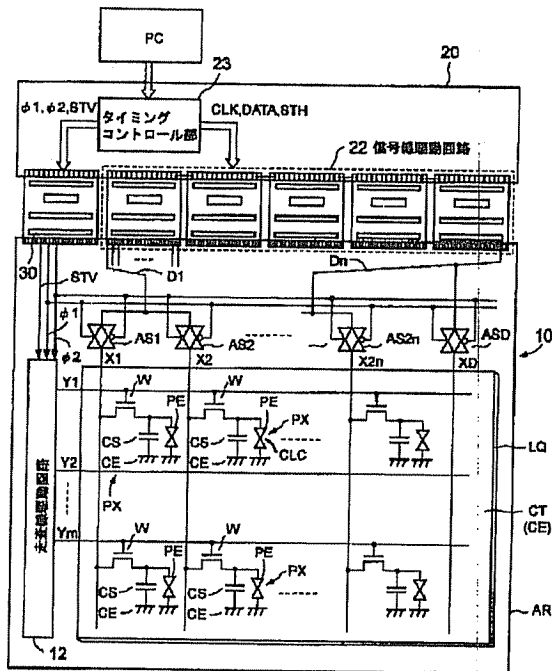 PC
23
20
φ1,φ2,STV
タイミング
コントロール部
CLK,DATA,STH
22 信号線駆動回路
30
STV
D1
Dn
φ1
φ2
AS1
AS2
AS2n
ASD
X1
X2
X2n
XD
10
Y1
W
W
PE
PE
PX
CS
CS
CLC
CE
CE
LQ
Y2
PX
CT
(CE)
走査線駆動回路
Ym
W
W
PE
PE
PX
CS
CS
CE
CE
AR
12